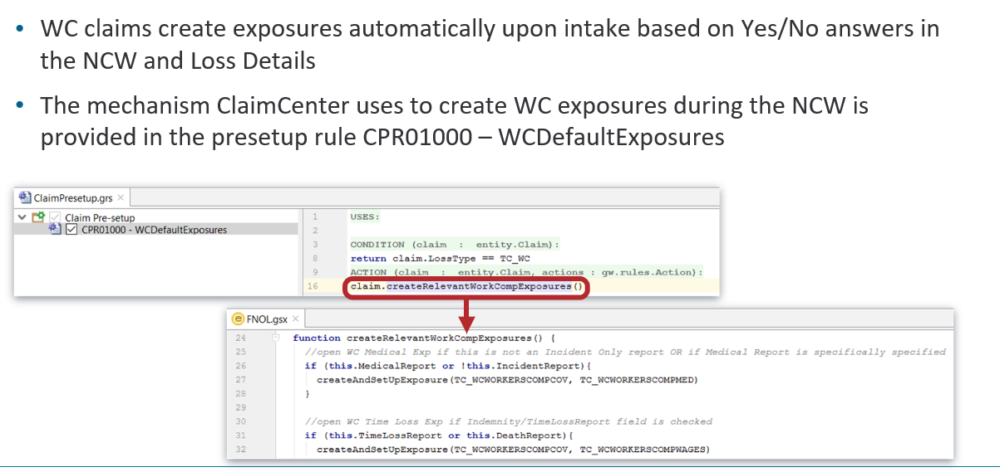 • WC claims create exposures automatically upon intake based on Yes/No answers in
the NCW and Loss Details
• The mechanism ClaimCenter uses to create WC exposures during the NCW is
provided in the presetup rule CPR01000 – WCDefaultExposures
ClaimPresetup.grs
Claim Pre-setup
CPR01000 - WCDefaultExposures
1 USES:
2
3 CONDITION (claim : entity.Claim):
8 return claim.LossType == TC_WC
9 ACTION (claim : entity.Claim, actions : gw.rules.Action):
16 claim.createRelevantWorkCompExposures()
FNOL.gsx
24 function createRelevantWorkCompExposures() {
25 //open WC Medical Exp if this is not an Incident Only report OR if Medical Report is specifically specified
26 if (this.MedicalReport or !this.IncidentReport){
27 createAndSetUpExposure(TC_WCWORKERSCOMPCOV, TC_WCWORKERSCOMPMED)
28 }
29
30 //open WC Time Loss Exp if Indemnity/TimeLossReport field is checked
31 if (this.TimeLossReport or this.DeathReport){
32 createAndSetUpExposure(TC_WCWORKERSCOMPCOV, TC_WCWORKERSCOMPWAGES)